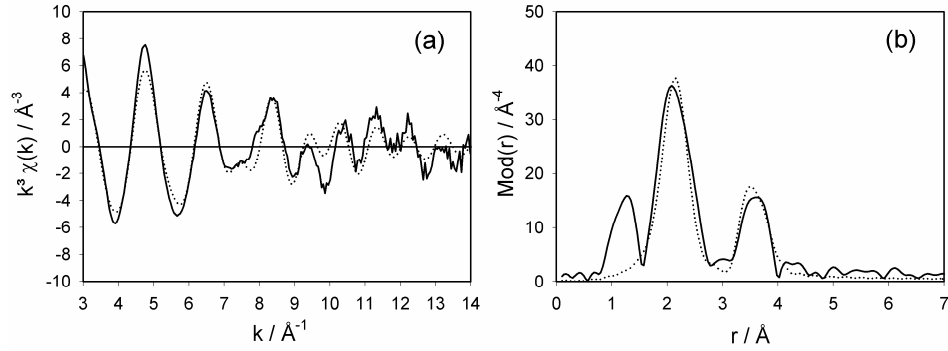 (a)
10
8
6
4
2
0
-2
-4
-6
-8
-10
k³ χ(k) / Å⁻³
3 4 5 6 7 8 9 10 11 12 13 14
k / Å⁻¹
(b)
50
40
30
20
10
0
Mod(r) / Å⁻⁴
0 1 2 3 4 5 6 7
r / Å